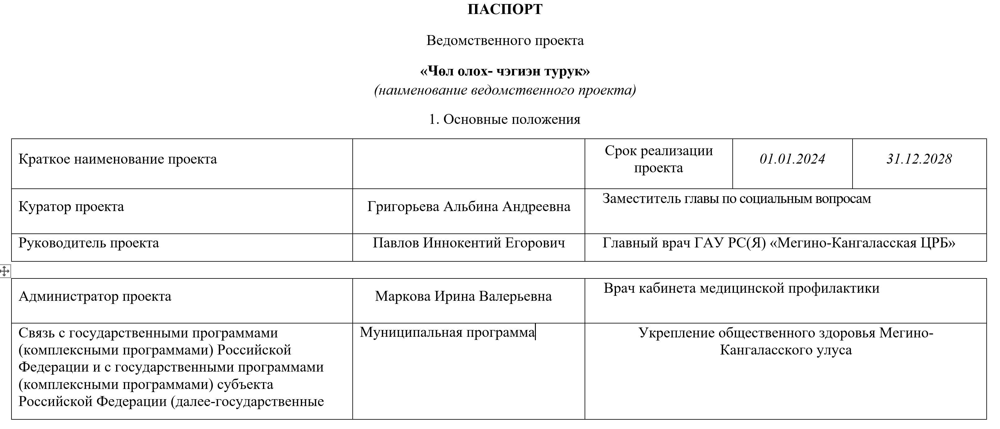 ПАСПОРТ
Ведомственного проекта
«Чөл олох- чэгиэн турук»
(наименование ведомственного проекта)
1. Основные положения
Краткое наименование проекта
Срок реализации
проекта
01.01.2024
31.12.2028
Куратор проекта
Григорьева Альбина Андреевна
Заместитель главы по социальным вопросам
Руководитель проекта
Павлов Иннокентий Егорович
Главный врач ГАУ РС(Я) «Мегино-Кангаласская ЦРБ»
Администратор проекта
Маркова Ирина Валерьевна
Врач кабинета медицинской профилактики
Связь с государственными программами
(комплексными программами) Российской
Федерации и с государственными программами
(комплексными программами) субъекта
Российской Федерации (далее-государственные
Муниципальная программа
Укрепление общественного здоровья Мегино-
Кангаласского улуса